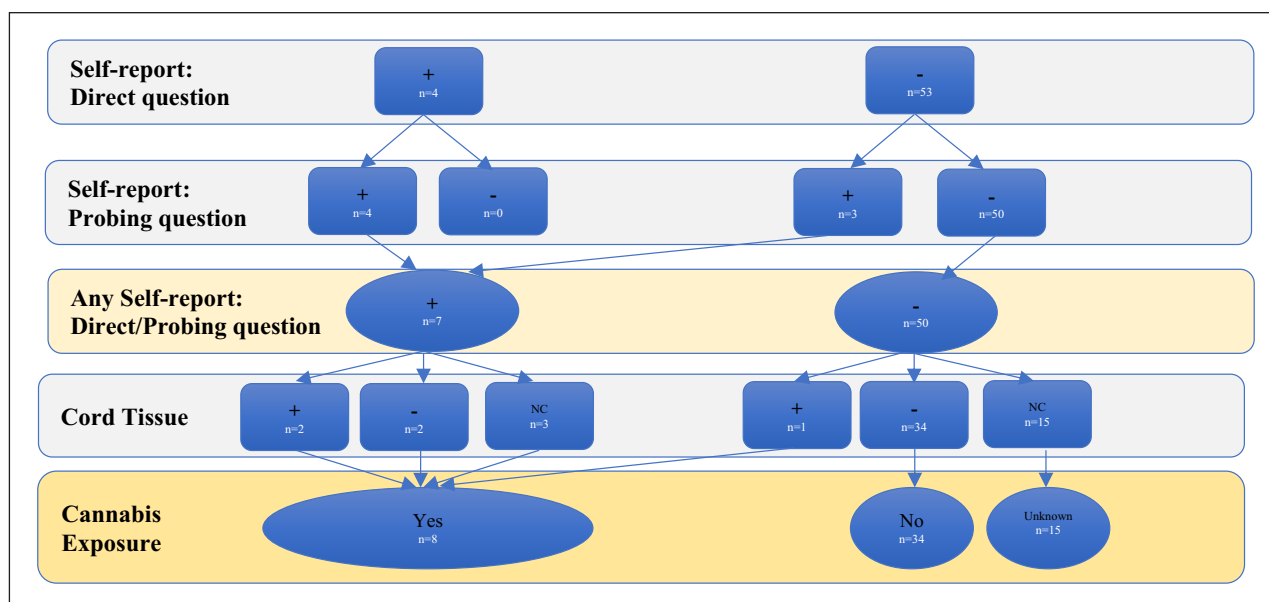 Self-report:
Direct question
+
n=4
-
n=53
Self-report:
Probing question
+
n=4
-
n=0
+
n=3
-
n=50
Any Self-report:
Direct/Probing question
+
n=7
-
n=50
Cord Tissue
+
n=2
-
n=2
NC
n=3
+
n=1
-
n=34
NC
n=15
Cannabis
Exposure
Yes
n=8
No
n=34
Unknown
n=15